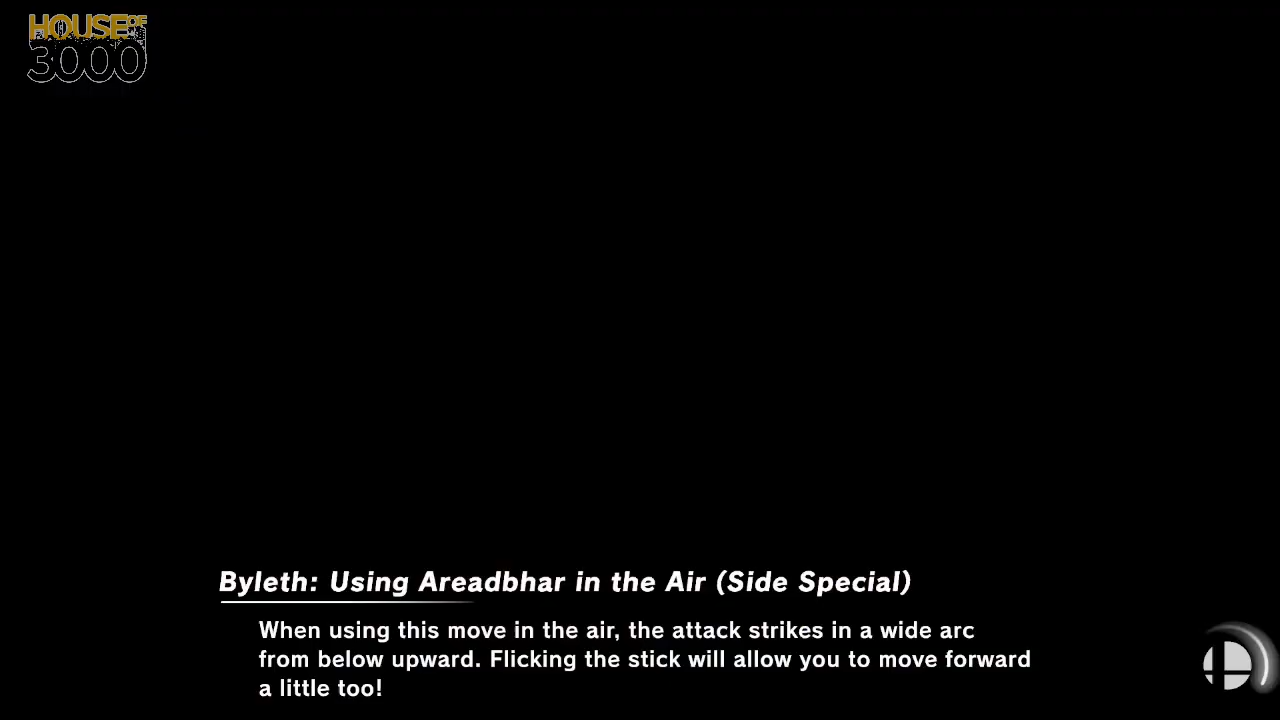 HOUSE OF
3000
Byleth: Using Areadbhar in the Air (Side Special)
When using this move in the air, the attack strikes in a wide arc
from below upward. Flicking the stick will allow you to move forward
a little too!